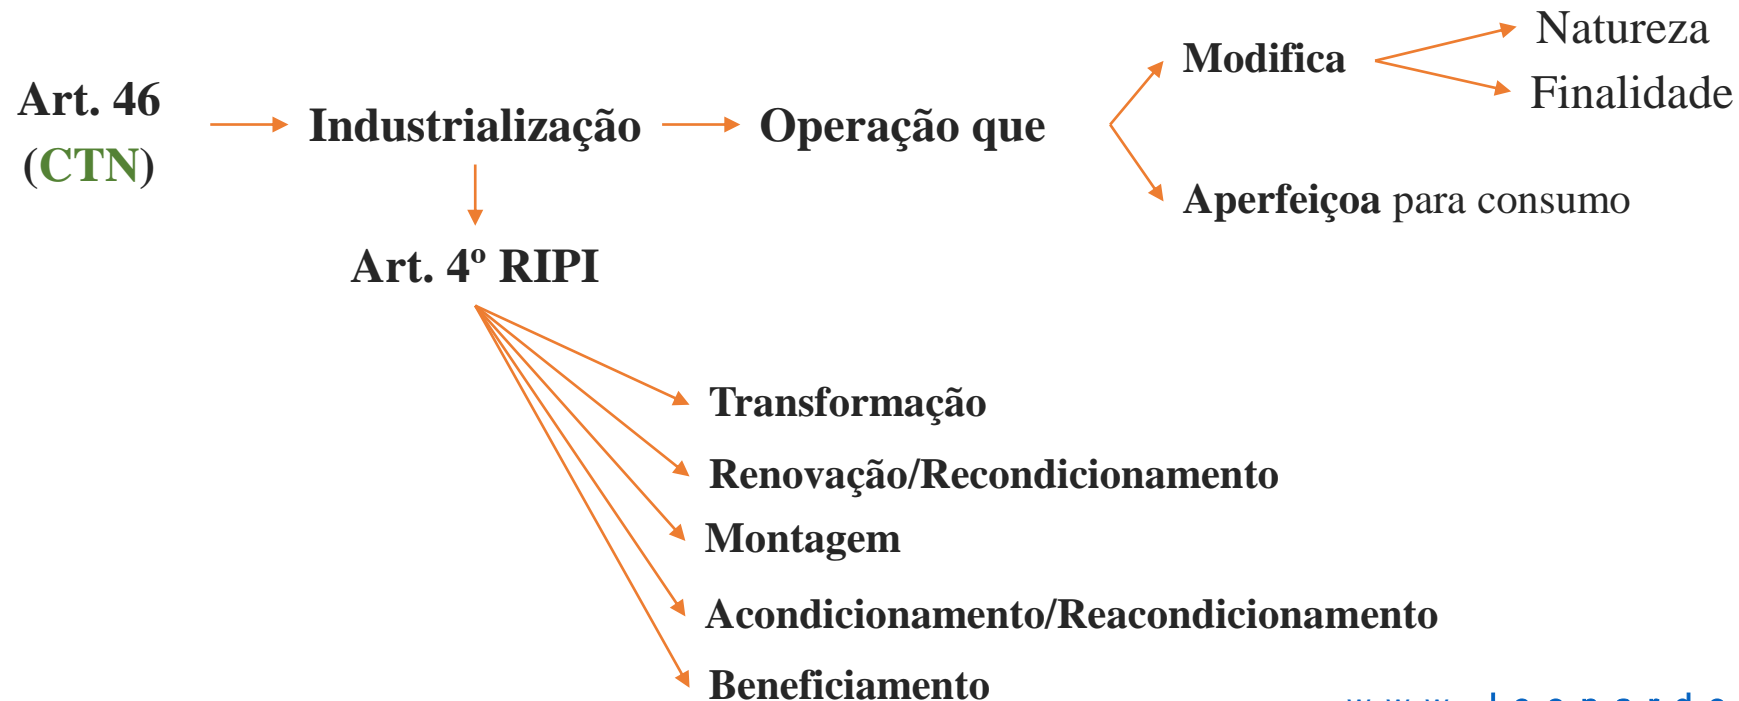 Natureza
Modifica
Finalidade
Art. 46
(CTN)
Industrialização
Operação que
Aperfeiçoa para consumo
Art. 4º RIPI
Transformação
Renovação/Recondicionamento
Montagem
Acondicionamento/Reacondicionamento
Beneficiamento